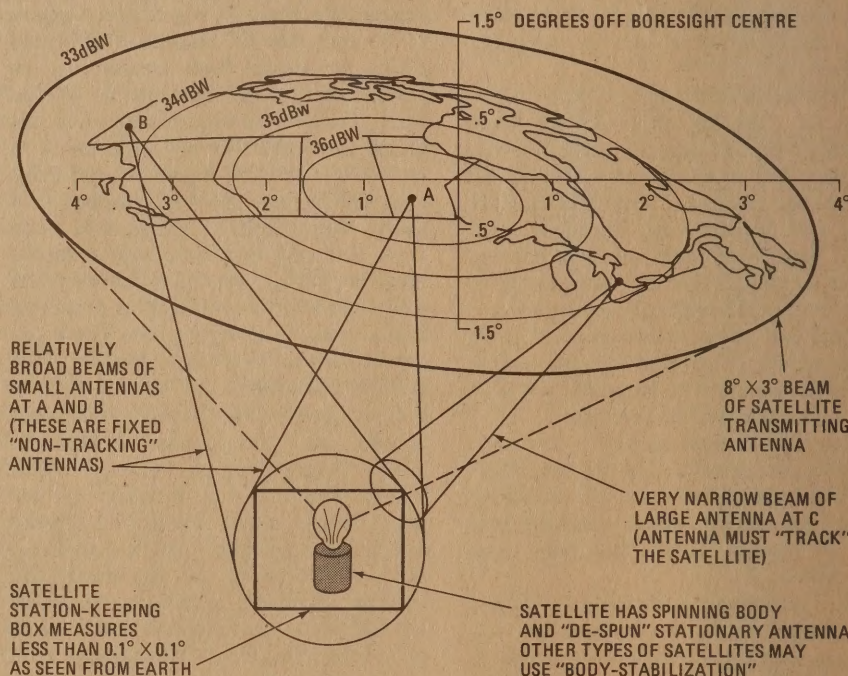 1.5° DEGREES OFF BORESIGHT CENTRE
33dBW
34dBW
35dBw
36dBW
B
.5°
4°
3°
2°
1°
A
1°
2°
3°
4°
.5°
1.5°
RELATIVELY
BROAD BEAMS OF
SMALL ANTENNAS
AT A AND B
(THESE ARE FIXED
"NON-TRACKING"
ANTENNAS)
8° X 3° BEAM
OF SATELLITE
TRANSMITTING
ANTENNA
VERY NARROW BEAM OF
LARGE ANTENNA AT C
(ANTENNA MUST "TRACK"
THE SATELLITE)
SATELLITE
STATION-KEEPING
BOX MEASURES
LESS THAN 0.1° X 0.1°
AS SEEN FROM EARTH
SATELLITE HAS SPINNING BODY
AND "DE-SPUN" STATIONARY ANTENNA
OTHER TYPES OF SATELLITES MAY
USE "BODY-STABILIZATION"